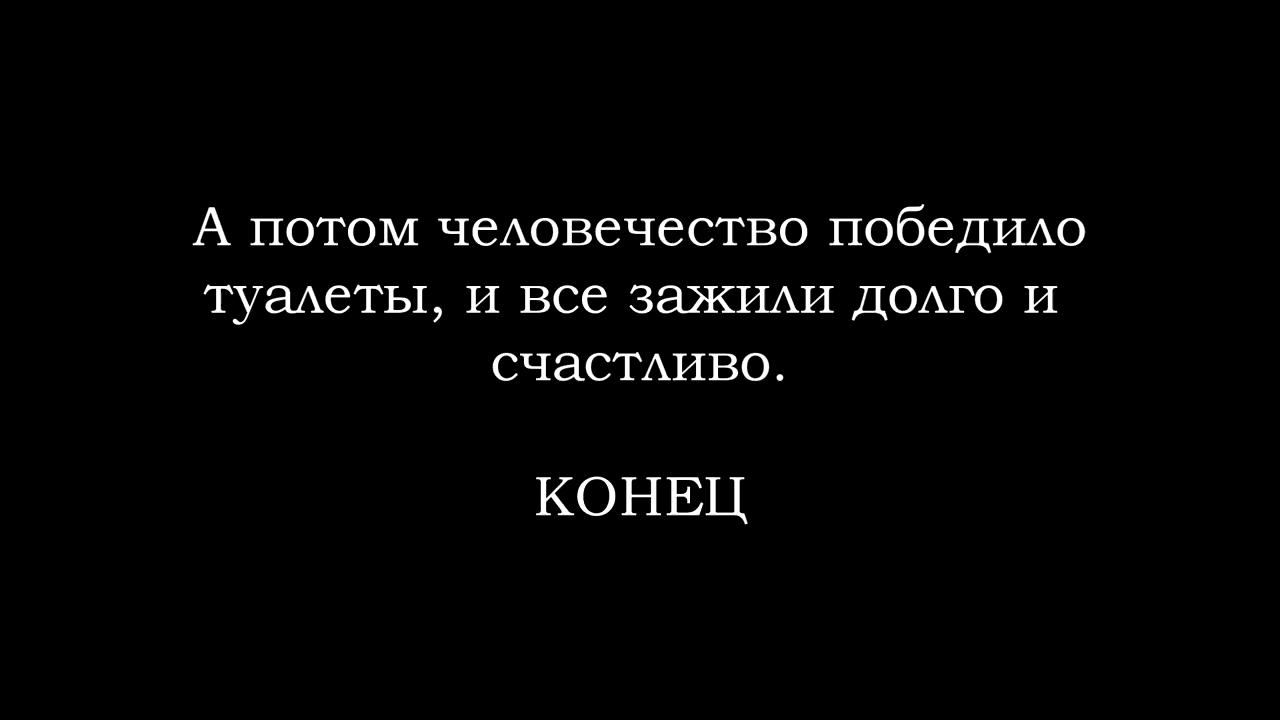 А потом человечество победило
туалеты, и все зажили долго и
счастливо.
КОНЕЦ